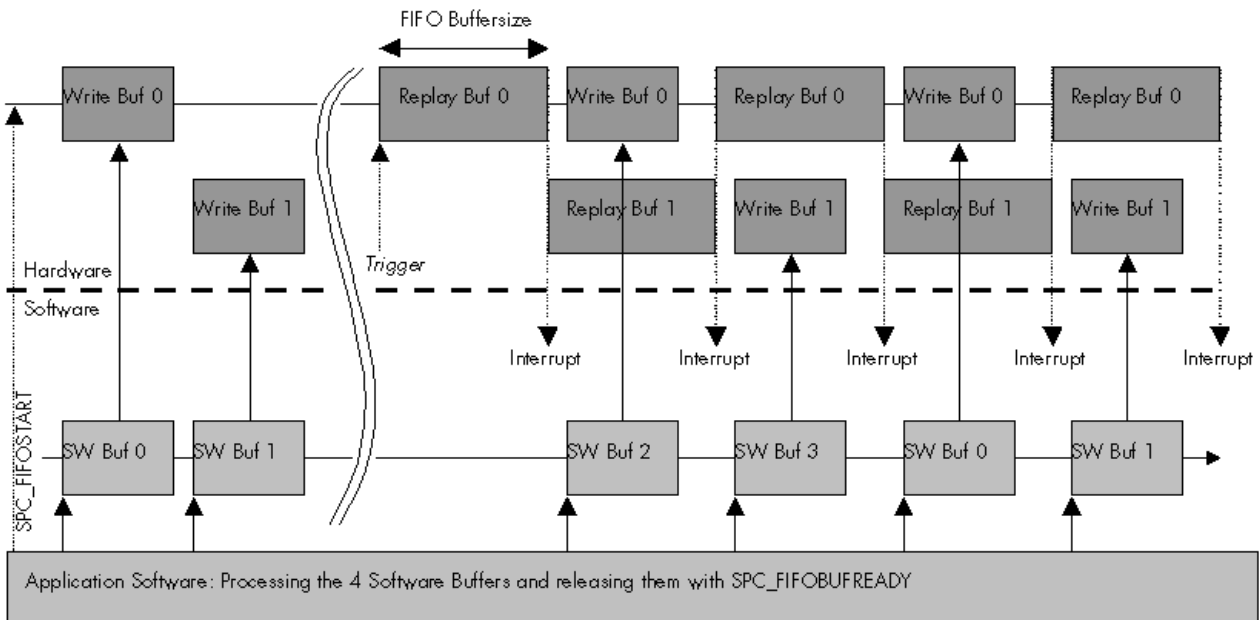 FIFO Buffersize
Write Buf 0
Replay Buf 0
Write Buf 0
Replay Buf 0
Write Buf 0
Replay Buf 0
Write Buf 1
Replay Buf 1
Write Buf 1
Replay Buf 1
Write Buf 1
Trigger
Hardware
Software
Interrupt
Interrupt
Interrupt
Interrupt
Interrupt
SPC_FIFOSTART
SW Buf 0
SW Buf 1
SW Buf 2
SW Buf 3
SW Buf 0
SW Buf 1
Application Software: Processing the 4 Software Buffers and releasing them with SPC_FIFOBUFREADY